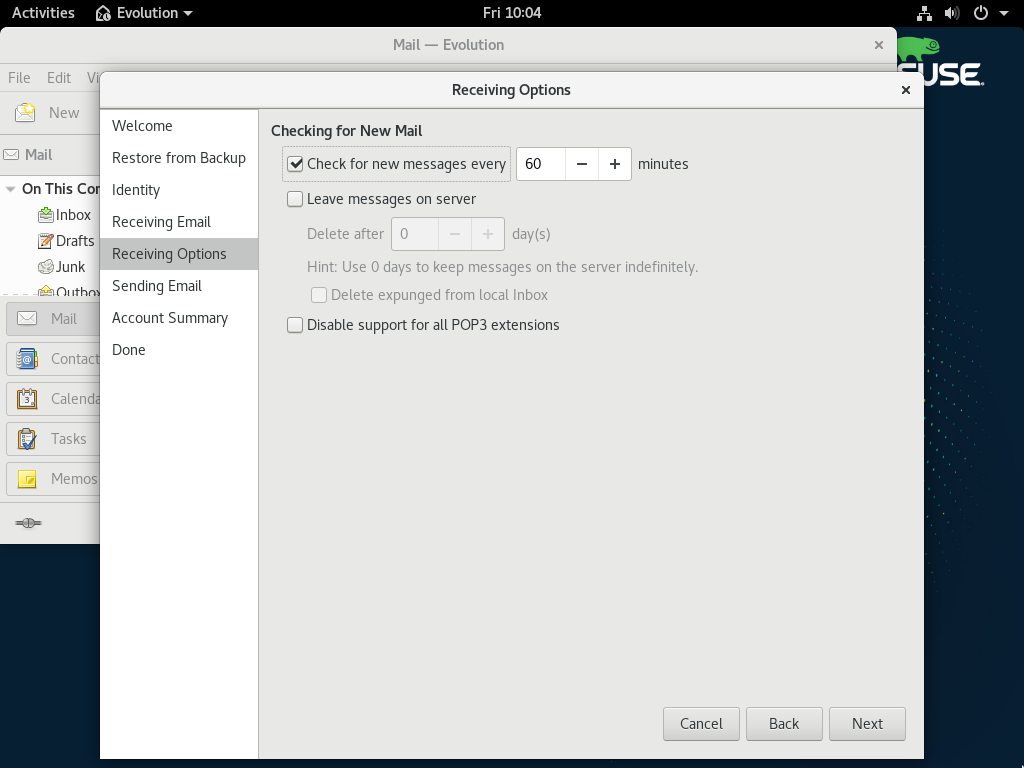 Activities
Evolution
Fri 10:04
Mail — Evolution
File
Edit
New
Mail
On This
Inbox
Drafts
Junk
Outbox
Mail
Contact
Calenda
Tasks
Memos
USE.
Receiving Options
Welcome
Restore from Backup
Identity
Receiving Email
Receiving Options
Sending Email
Account Summary
Done
Checking for New Mail
Check for new messages every 60 minutes
Leave messages on server
Delete after 0 day(s)
Hint: Use 0 days to keep messages on the server indefinitely.
Delete expunged from local Inbox
Disable support for all POP3 extensions
Cancel
Back
Next